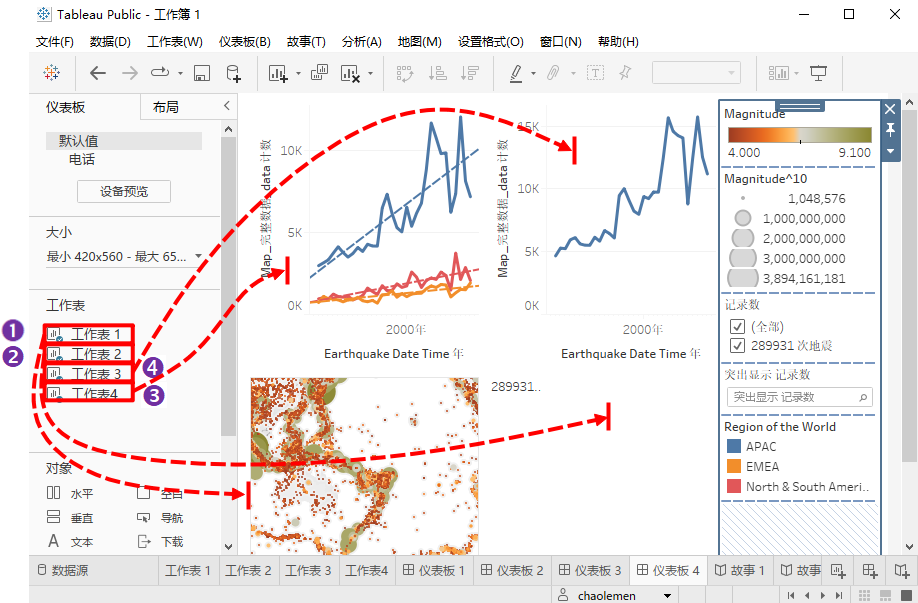 Tableau Public - 工作簿 1
文件(F) 数据(D) 工作表(W) 仪表板(B) 故事(T) 分析(A) 地图(M) 设置格式(O) 窗口(N) 帮助(H)
仪表板 布局
默认值
电话
设备预览
大小
最小 420x560 - 最大 65...
工作表
1 工作表 1
2 工作表 2
工作表 3 4
工作表4 3
对象
水平 空白
垂直 导航
文本 下载
Map_完整数据_data 计数
10K
5K
0K
2000年
Earthquake Date Time 年
Map_完整数据_data 计数
15K
10K
5K
0K
2000年
Earthquake Date Time 年
289931..
Magnitude
4.000 9.100
Magnitude^10
1,048,576
1,000,000,000
2,000,000,000
3,000,000,000
3,894,161,181
记录数
(全部)
289931 次地震
突出显示 记录数
突出显示 记录数
Region of the World
APAC
EMEA
North & South Ameri..
数据源 工作表 1 工作表 2 工作表 3 工作表4 仪表板 1 仪表板 2 仪表板 3 仪表板 4 故事 1 故事
chaolemen